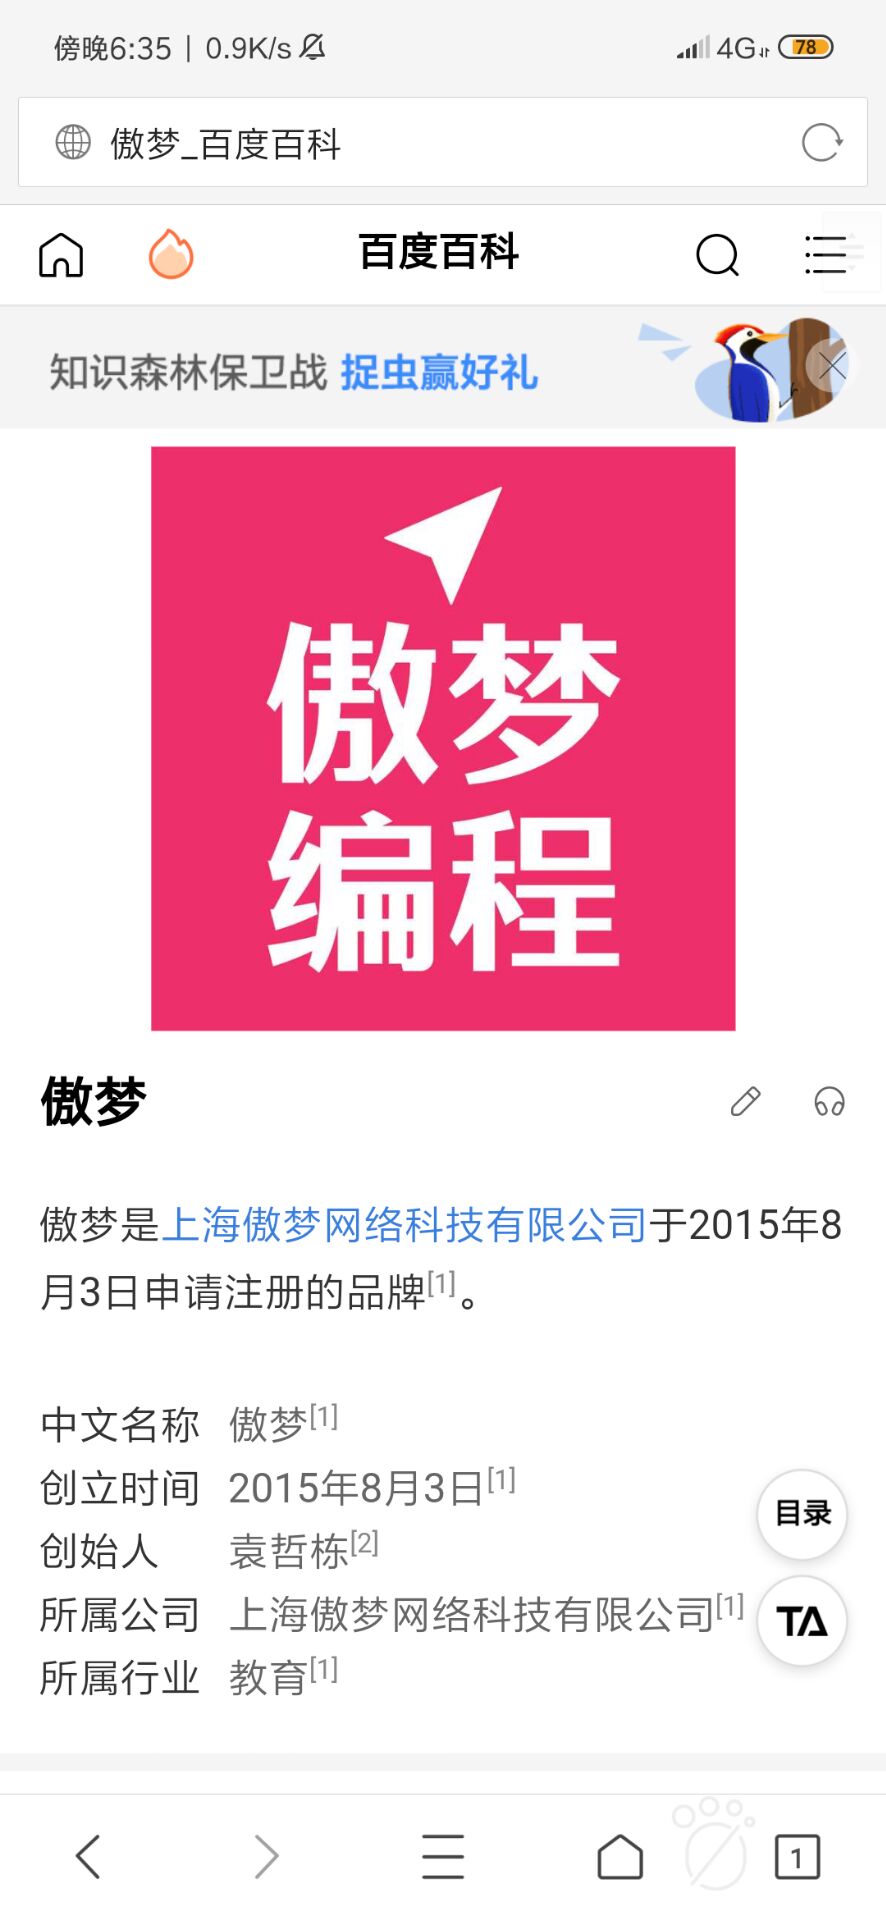 傍晚6:35 | 0.9K/s 4G 78
傲梦_百度百科
百度百科
知识森林保卫战 捉虫赢好礼
傲梦
编程
傲梦
傲梦是上海傲梦网络科技有限公司于2015年8
月3日申请注册的品牌[1]。
中文名称 傲梦[1]
创立时间 2015年8月3日[1]
目录
创始人 袁哲栋[2]
所属公司 上海傲梦网络科技有限公司[1]
TA
所属行业 教育[1]
1